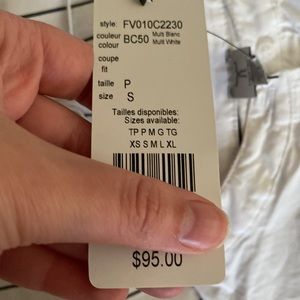 style: FV010C2230
couleur BC50 Multi Blanc
colour Multi White
coupe
fit
taille P
size S
Tailles disponibles:
Sizes available:
TP P M G TG
XS S M L XL
$95.00